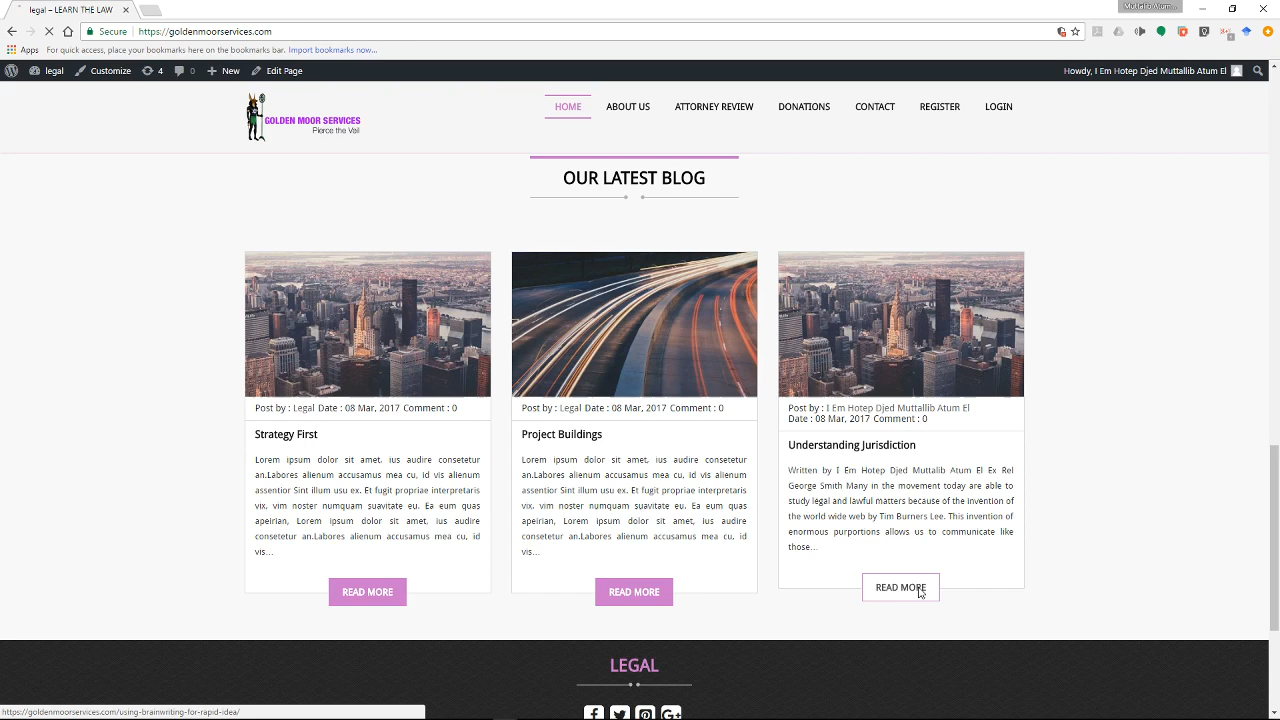 legal – LEARN THE LAW
Muttalib Atum...
Secure https://goldenmoorservices.com
Apps For quick access, place your bookmarks here on the bookmarks bar. Import bookmarks now...
legal Customize 4 0 New Edit Page Howdy, I Em Hotep Djed Muttallib Atum El
GOLDEN MOOR SERVICES
Pierce the Vail
HOME ABOUT US ATTORNEY REVIEW DONATIONS CONTACT REGISTER LOGIN
OUR LATEST BLOG
Post by : Legal Date : 08 Mar, 2017 Comment : 0
Strategy First
Lorem ipsum dolor sit amet, ius audire consetetur
an.Labores alienum accusamus mea cu, id vis alienum
assentior Sint illum usu ex. Et fugit propriae interpretaris
vix, vim noster numquam suavitate eu. Ea eum quas
apeirian, Lorem ipsum dolor sit amet, ius audire
consetetur an.Labores alienum accusamus mea cu, id
vis…
READ MORE
Post by : Legal Date : 08 Mar, 2017 Comment : 0
Project Buildings
Lorem ipsum dolor sit amet, ius audire consetetur
an.Labores alienum accusamus mea cu, id vis alienum
assentior Sint illum usu ex. Et fugit propriae interpretaris
vix, vim noster numquam suavitate eu. Ea eum quas
apeirian, Lorem ipsum dolor sit amet, ius audire
consetetur an.Labores alienum accusamus mea cu, id
vis…
READ MORE
Post by : I Em Hotep Djed Muttallib Atum El
Date : 08 Mar, 2017 Comment : 0
Understanding Jurisdiction
Written by I Em Hotep Djed Muttalib Atum El Ex Rel
George Smith Many in the movement today are able to
study legal and lawful matters because of the invention of
the world wide web by Tim Burners Lee. This invention of
enormous purportions allows us to communicate like
those…
READ MORE
LEGAL
https://goldenmoorservices.com/using-brainwriting-for-rapid-idea/